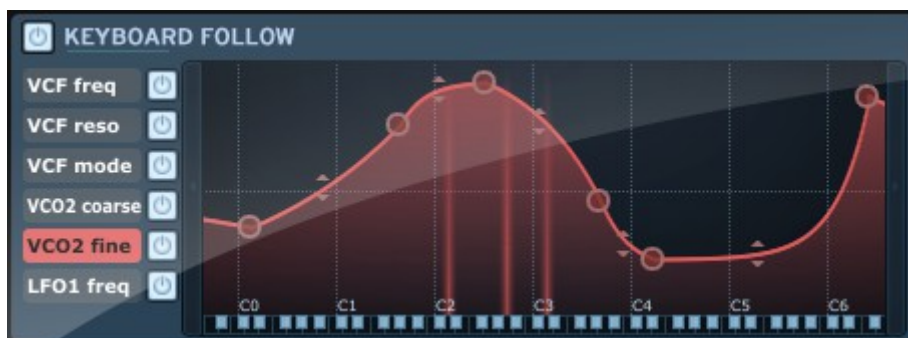 KEYBOARD FOLLOW
VCF freq
VCF reso
VCF mode
VCO2 coarse
VCO2 fine
LFO1 freq
C0 C1 C2 C3 C4 C5 C6